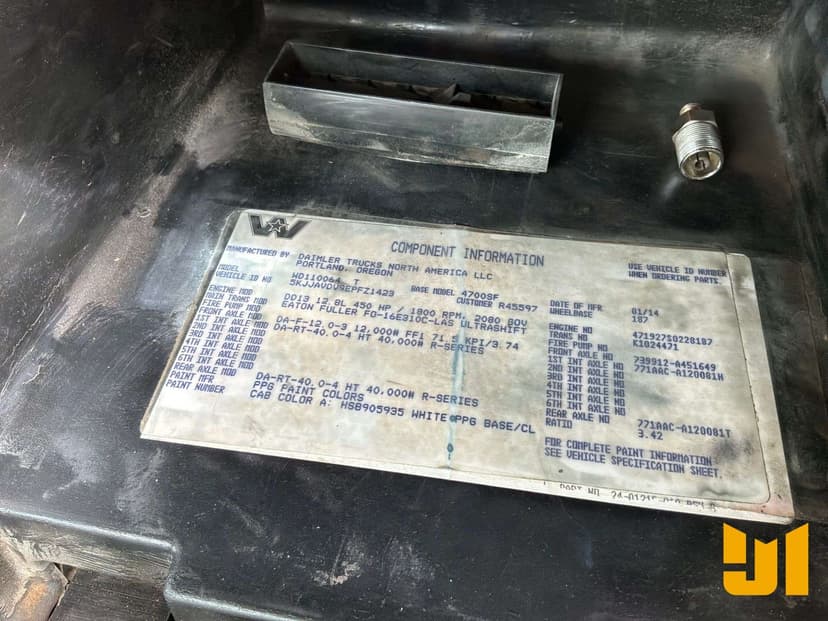 W
COMPONENT INFORMATION
MANUFACTURED BY DAIMLER TRUCKS NORTH AMERICA LLC
PORTLAND, OREGON
USE VEHICLE ID NUMBER
WHEN ORDERING PARTS.
MODEL WD110064 T BASE MODEL 4700SF DATE OF MFR 01/14
VEHICLE ID NO 5KJJAVDV9EPFZ1423 CUSTOMER R45597 WHEELBASE 187
ENGINE MOD DD13 12.8L 450 HP / 1800 RPM, 2080 GOV ENGINE NO 471927S0228187
MAIN TRANS MOD EATON FULLER FO-16E310C-LAS ULTRASHIFT TRANS NO K1024471
FIRE PUMP MOD FIRE PUMP NO
FRONT AXLE MOD DA-F-12.0-3 12,000# FF1 71.5 KPI/3.74 FRONT AXLE NO 739912-A451649
1ST INT AXLE MOD DA-RT-40.0-4 HT 40,000# R-SERIES 1ST INT AXLE NO 771AAC-A120081H
2ND INT AXLE MOD 2ND INT AXLE NO
3RD INT AXLE MOD 3RD INT AXLE NO
4TH INT AXLE MOD 4TH INT AXLE NO
5TH INT AXLE MOD 5TH INT AXLE NO
6TH INT AXLE MOD 6TH INT AXLE NO
REAR AXLE MOD DA-RT-40.0-4 HT 40,000# R-SERIES REAR AXLE NO 771AAC-A120081T
PAINT MFR PPG PAINT COLORS RATIO 3.42
PAINT NUMBER CAB COLOR A: HSB905935 WHITE PPG BASE/CL
FOR COMPLETE PAINT INFORMATION:
SEE VEHICLE SPECIFICATION SHEET.
PART NO.